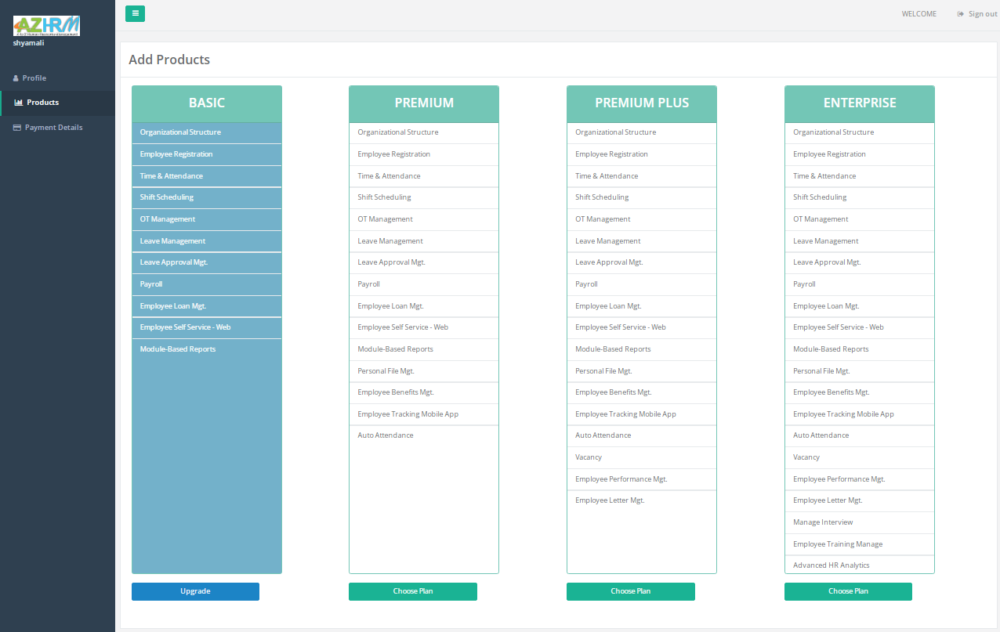 AZHRM
A to Z Human Resource Management
shyamali
Profile
Products
Payment Details
WELCOME
Sign out
Add Products
BASIC
Organizational Structure
Employee Registration
Time & Attendance
Shift Scheduling
OT Management
Leave Management
Leave Approval Mgt.
Payroll
Employee Loan Mgt.
Employee Self Service - Web
Module-Based Reports
Upgrade
PREMIUM
Organizational Structure
Employee Registration
Time & Attendance
Shift Scheduling
OT Management
Leave Management
Leave Approval Mgt.
Payroll
Employee Loan Mgt.
Employee Self Service - Web
Module-Based Reports
Personal File Mgt.
Employee Benefits Mgt.
Employee Tracking Mobile App
Auto Attendance
Choose Plan
PREMIUM PLUS
Organizational Structure
Employee Registration
Time & Attendance
Shift Scheduling
OT Management
Leave Management
Leave Approval Mgt.
Payroll
Employee Loan Mgt.
Employee Self Service - Web
Module-Based Reports
Personal File Mgt.
Employee Benefits Mgt.
Employee Tracking Mobile App
Auto Attendance
Vacancy
Employee Performance Mgt.
Employee Letter Mgt.
Choose Plan
ENTERPRISE
Organizational Structure
Employee Registration
Time & Attendance
Shift Scheduling
OT Management
Leave Management
Leave Approval Mgt.
Payroll
Employee Loan Mgt.
Employee Self Service - Web
Module-Based Reports
Personal File Mgt.
Employee Benefits Mgt.
Employee Tracking Mobile App
Auto Attendance
Vacancy
Employee Performance Mgt.
Employee Letter Mgt.
Manage Interview
Employee Training Manage
Advanced HR Analytics
Choose Plan